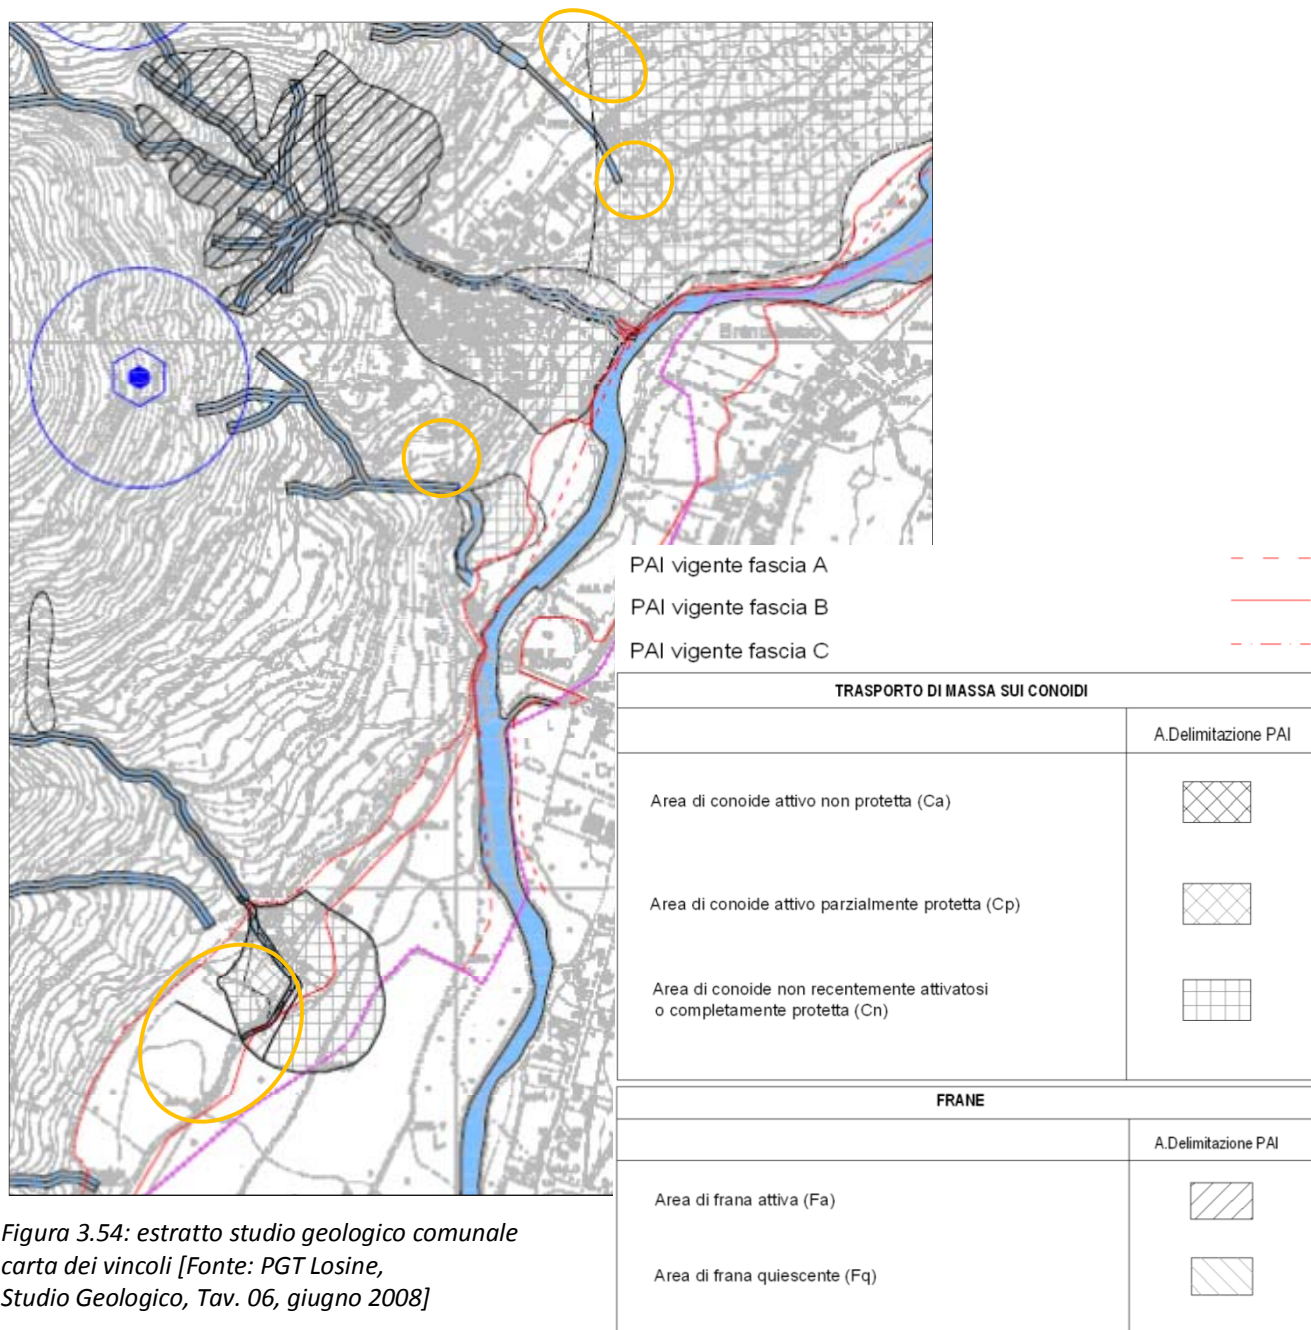 PAI vigente fascia A
PAI vigente fascia B
PAI vigente fascia C
TRASPORTO DI MASSA SUI CONOIDI
A.Delimitazione PAI
Area di conoide attivo non protetta (Ca)
Area di conoide attivo parzialmente protetta (Cp)
Area di conoide non recentemente attivatosi
o completamente protetta (Cn)
FRANE
A.Delimitazione PAI
Area di frana attiva (Fa)
Area di frana quiescente (Fq)
Figura 3.54: estratto studio geologico comunale
carta dei vincoli [Fonte: PGT Losine,
Studio Geologico, Tav. 06, giugno 2008]